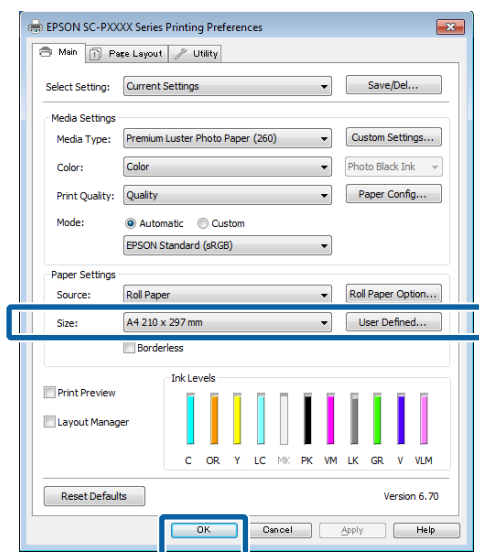 EPSON SC-PXXXX Series Printing Preferences
Main Page Layout Utility
Select Setting: Current Settings Save/Del...
Media Settings
Media Type: Premium Luster Photo Paper (260) Custom Settings...
Color: Color Photo Black Ink
Print Quality: Quality Paper Config...
Mode: Automatic Custom
EPSON Standard (sRGB)
Paper Settings
Source: Roll Paper Roll Paper Option...
Size: A4 210 x 297 mm User Defined...
Borderless
Ink Levels
Print Preview
Layout Manager
C OR Y LC MK PK VM LK GR V VLM
Reset Defaults Version 6.70
OK Cancel Apply Help